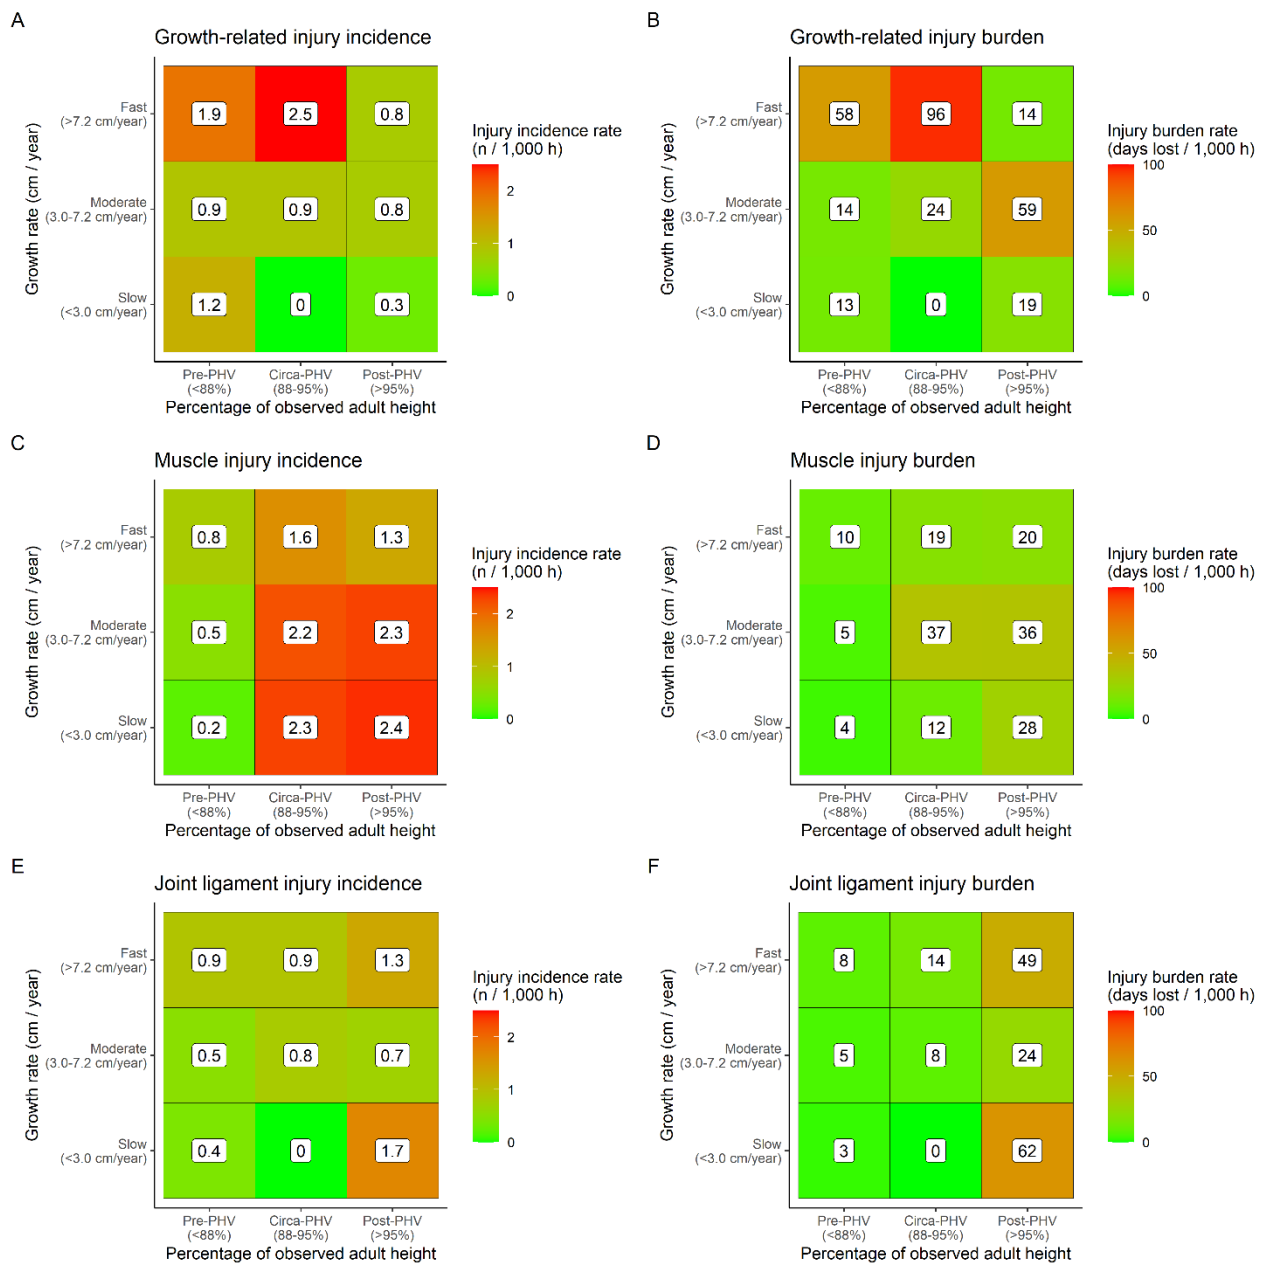 A
Growth-related injury incidence
Growth rate (cm / year)
Fast
(>7.2 cm/year)
1.9
2.5
0.8
Moderate
(3.0-7.2 cm/year)
0.9
0.9
0.8
Slow
(<3.0 cm/year)
1.2
0
0.3
Pre-PHV
(<88%)
Circa-PHV
(88-95%)
Post-PHV
(>95%)
Percentage of observed adult height
Injury incidence rate
(n / 1,000 h)
2
1
0
B
Growth-related injury burden
Growth rate (cm / year)
Fast
(>7.2 cm/year)
58
96
14
Moderate
(3.0-7.2 cm/year)
14
24
59
Slow
(<3.0 cm/year)
13
0
19
Pre-PHV
(<88%)
Circa-PHV
(88-95%)
Post-PHV
(>95%)
Percentage of observed adult height
Injury burden rate
(days lost / 1,000 h)
100
50
0
C
Muscle injury incidence
Growth rate (cm / year)
Fast
(>7.2 cm/year)
0.8
1.6
1.3
Moderate
(3.0-7.2 cm/year)
0.5
2.2
2.3
Slow
(<3.0 cm/year)
0.2
2.3
2.4
Pre-PHV
(<88%)
Circa-PHV
(88-95%)
Post-PHV
(>95%)
Percentage of observed adult height
Injury incidence rate
(n / 1,000 h)
2
1
0
D
Muscle injury burden
Growth rate (cm / year)
Fast
(>7.2 cm/year)
10
19
20
Moderate
(3.0-7.2 cm/year)
5
37
36
Slow
(<3.0 cm/year)
4
12
28
Pre-PHV
(<88%)
Circa-PHV
(88-95%)
Post-PHV
(>95%)
Percentage of observed adult height
Injury burden rate
(days lost / 1,000 h)
100
50
0
E
Joint ligament injury incidence
Growth rate (cm / year)
Fast
(>7.2 cm/year)
0.9
0.9
1.3
Moderate
(3.0-7.2 cm/year)
0.5
0.8
0.7
Slow
(<3.0 cm/year)
0.4
0
1.7
Pre-PHV
(<88%)
Circa-PHV
(88-95%)
Post-PHV
(>95%)
Percentage of observed adult height
Injury incidence rate
(n / 1,000 h)
2
1
0
F
Joint ligament injury burden
Growth rate (cm / year)
Fast
(>7.2 cm/year)
8
14
49
Moderate
(3.0-7.2 cm/year)
5
8
24
Slow
(<3.0 cm/year)
3
0
62
Pre-PHV
(<88%)
Circa-PHV
(88-95%)
Post-PHV
(>95%)
Percentage of observed adult height
Injury burden rate
(days lost / 1,000 h)
100
50
0